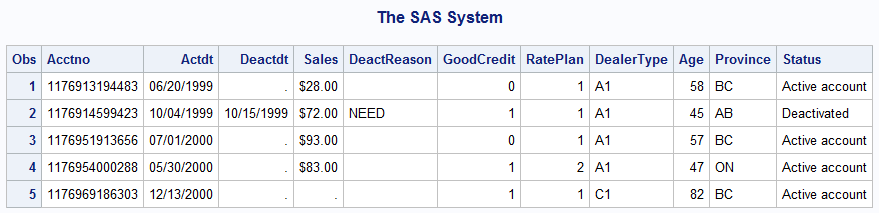 The SAS System
Obs Acctno Actdt Deactdt Sales DeactReason GoodCredit RatePlan DealerType Age Province Status
1 1176913194483 06/20/1999 . $28.00 0 1 A1 58 BC Active account
2 1176914599423 10/04/1999 10/15/1999 $72.00 NEED 1 1 A1 45 AB Deactivated
3 1176951913656 07/01/2000 . $93.00 0 1 A1 57 BC Active account
4 1176954000288 05/30/2000 . $83.00 1 2 A1 47 ON Active account
5 1176969186303 12/13/2000 . . 1 1 C1 82 BC Active account